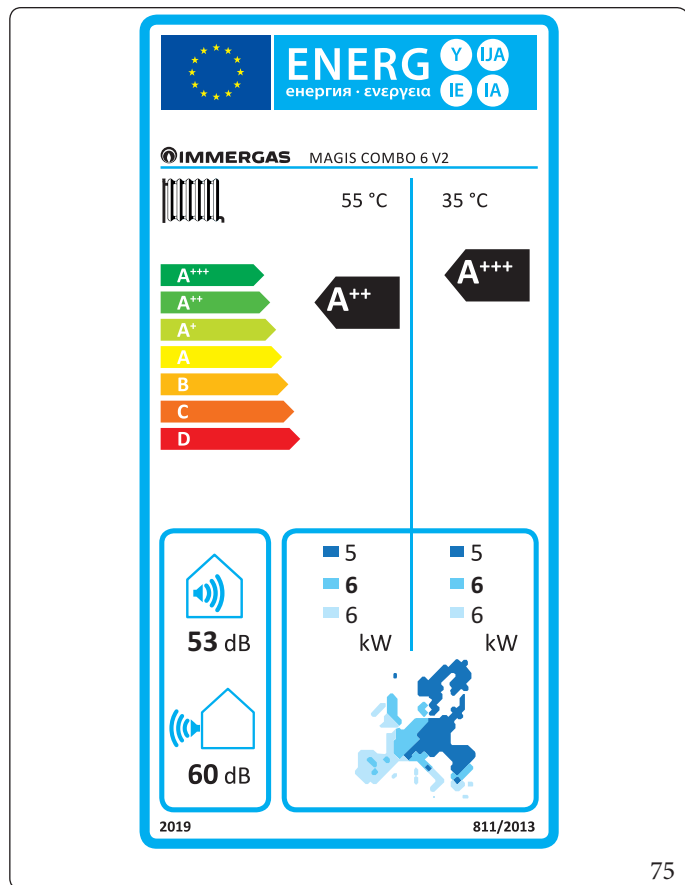 ENERG Y IJA
енергия · ενεργεια IE IA
IMMERGAS MAGIS COMBO 6 V2
55 °C 35 °C
A+++
A++
A+
A
B
C
D
A++
A+++
5 5
6 6
6 6
kW kW
53 dB
60 dB
2019 811/2013
75